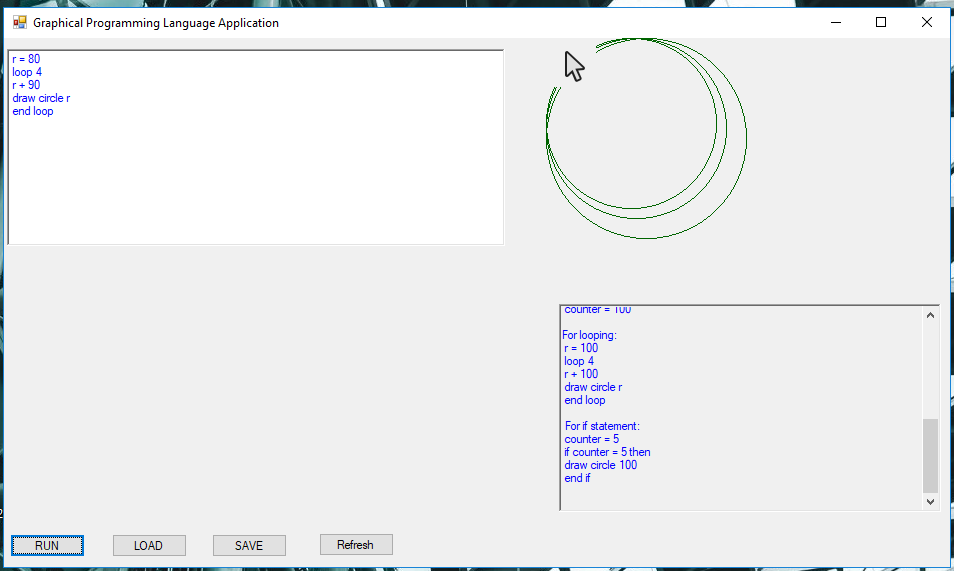 Graphical Programming Language Application
r = 80
loop 4
r + 90
draw circle r
end loop
counter = 100
For looping:
r = 100
loop 4
r + 100
draw circle r
end loop
For if statement:
counter = 5
if counter = 5 then
draw circle 100
end if
RUN
LOAD
SAVE
Refresh